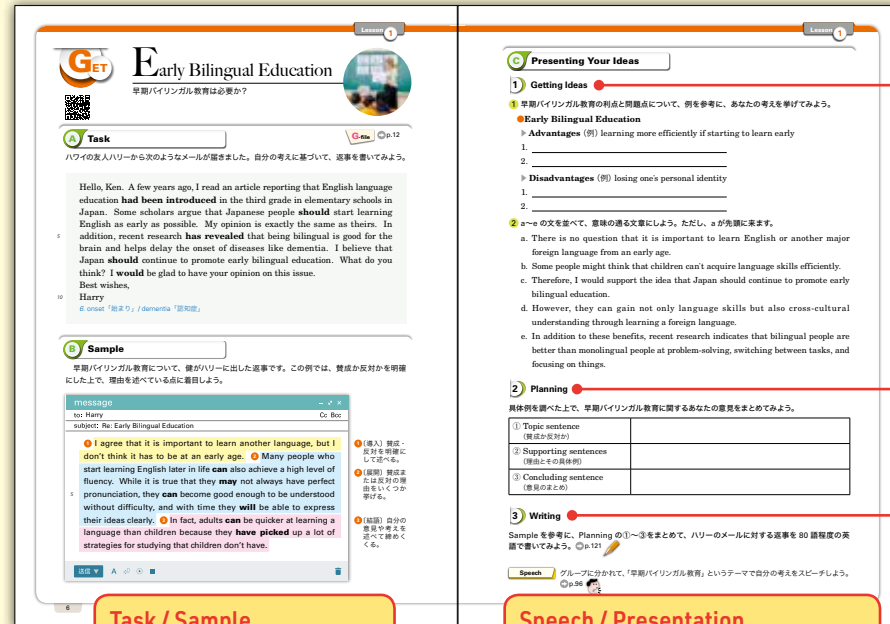 Lesson 1
GET
Early Bilingual Education
早期バイリンガル教育は必要か？
A Task
G-file p.12
ハワイの友人ハリーから次のようなメールが届きました。自分の考えに基づいて、返事を書いてみよう。
Hello, Ken. A few years ago, I read an article reporting that English language
education had been introduced in the third grade in elementary schools in
Japan. Some scholars argue that Japanese people should start learning
English as early as possible. My opinion is exactly the same as theirs. In
5 addition, recent research has revealed that being bilingual is good for the
brain and helps delay the onset of diseases like dementia. I believe that
Japan should continue to promote early bilingual education. What do you
think? I would be glad to have your opinion on this issue.
Best wishes,
10 Harry
6. onset「始まり」/ dementia「認知症」
B Sample
早期バイリンガル教育について、健がハリーに出した返事です。この例では、賛成か反対かを明確
にした上で、理由を述べている点に着目しよう。
message
to: Harry Cc Bcc
subject: Re: Early Bilingual Education
1 I agree that it is important to learn another language, but I
don't think it has to be at an early age. 2 Many people who
start learning English later in life can also achieve a high level of
fluency. While it is true that they may not always have perfect
5 pronunciation, they can become good enough to be understood
without difficulty, and with time they will be able to express
their ideas clearly. 3 In fact, adults can be quicker at learning a
language than children because they have picked up a lot of
strategies for studying that children don't have.
1 [導入] 賛成・
反対を明確に
して述べる。
2 [展開] 賛成ま
たは反対の理
由をいくつか
挙げる。
3 [結語] 自分の
意見や考えを
述べて締めく
くる。
送信 A
6
Task / Sample
Lesson 1
C Presenting Your Ideas
1 Getting Ideas
1 早期バイリンガル教育の利点と問題点について、例を参考に、あなたの考えを挙げてみよう。
Early Bilingual Education
Advantages (例) learning more efficiently if starting to learn early
1.
2.
Disadvantages (例) losing one's personal identity
1.
2.
2 a～e の文を並べて、意味の通る文章にしよう。ただし、a が先頭に来ます。
a. There is no question that it is important to learn English or another major
foreign language from an early age.
b. Some people might think that children can't acquire language skills efficiently.
c. Therefore, I would support the idea that Japan should continue to promote early
bilingual education.
d. However, they can gain not only language skills but also cross-cultural
understanding through learning a foreign language.
e. In addition to these benefits, recent research indicates that bilingual people are
better than monolingual people at problem-solving, switching between tasks, and
focusing on things.
2 Planning
具体例を調べた上で、早期バイリンガル教育に関するあなたの意見をまとめてみよう。
① Topic sentence
(賛成か反対か)
② Supporting sentences
(理由とその具体例)
③ Concluding sentence
(意見のまとめ)
3 Writing
Sample を参考に、Planning の①～③をまとめて、ハリーのメールに対する返事を 80 語程度の英
語で書いてみよう。 p.121
Speech グループに分かれて、「早期バイリンガル教育」というテーマで自分の考えをスピーチしよう。
p.96
Speech / Presentation